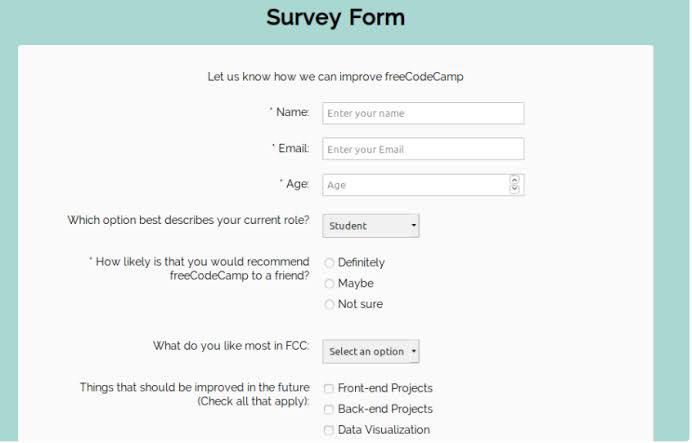 Survey Form
Let us know how we can improve freeCodeCamp
* Name: Enter your name
* Email: Enter your Email
* Age: Age
Which option best describes your current role? Student
* How likely is that you would recommend
freeCodeCamp to a friend?
Definitely
Maybe
Not sure
What do you like most in FCC: Select an option
Things that should be improved in the future
(Check all that apply):
Front-end Projects
Back-end Projects
Data Visualization